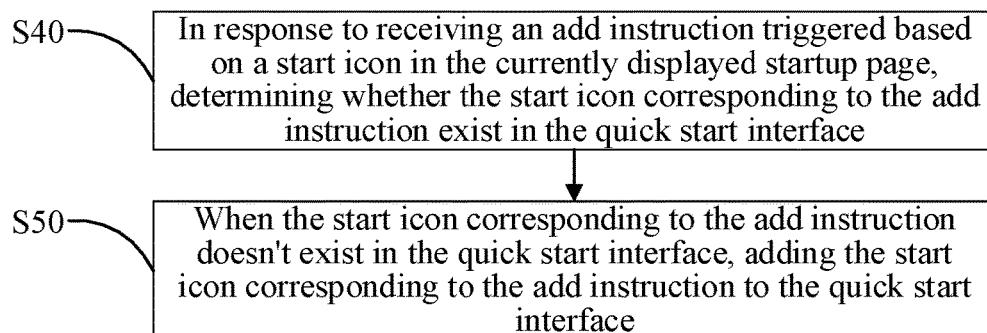 S40
In response to receiving an add instruction triggered based
on a start icon in the currently displayed startup page,
determining whether the start icon corresponding to the add
instruction exist in the quick start interface
S50
When the start icon corresponding to the add instruction
doesn't exist in the quick start interface, adding the start
icon corresponding to the add instruction to the quick start
interface